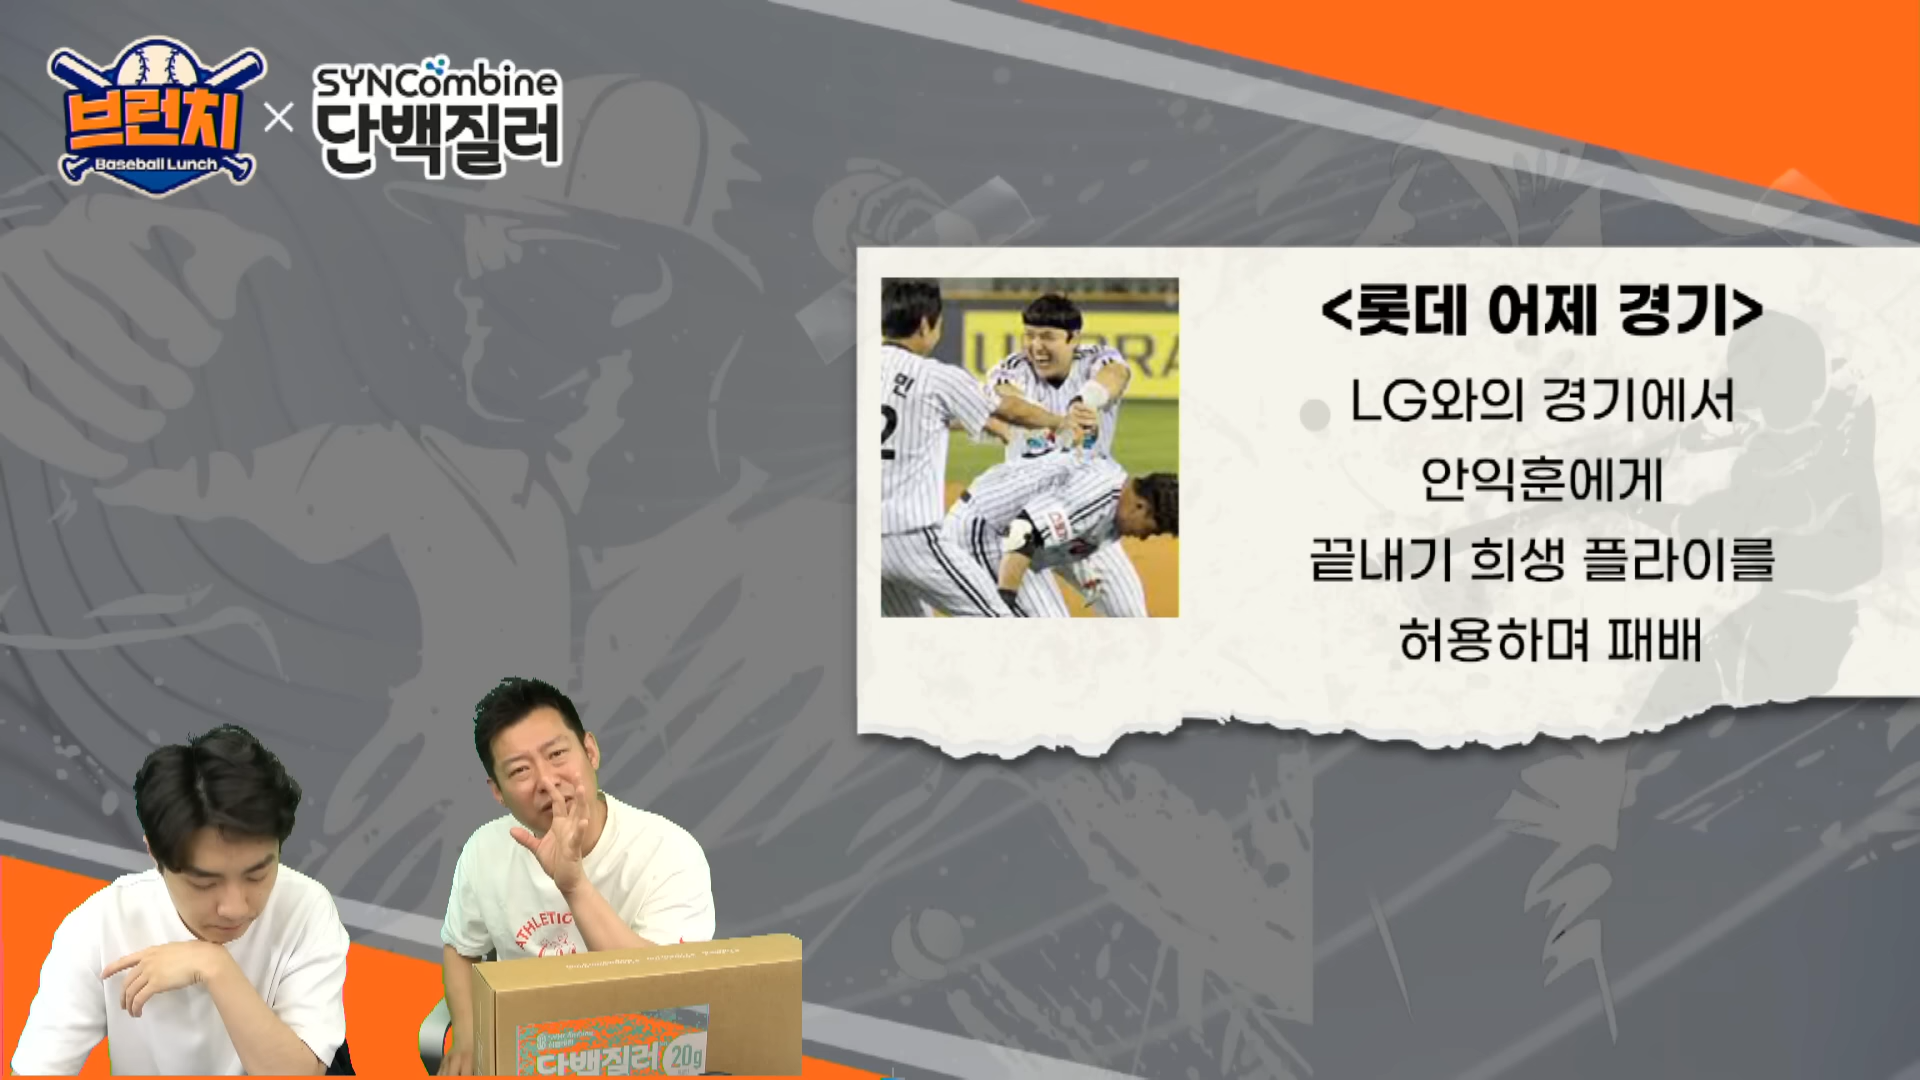 브런치
Baseball Lunch
×
SYNCombine
단백질러
<롯데 어제 경기>
LG와의 경기에서
안익훈에게
끝내기 희생 플라이를
허용하며 패배
민
2
ATHLETIC
단백질러
20g